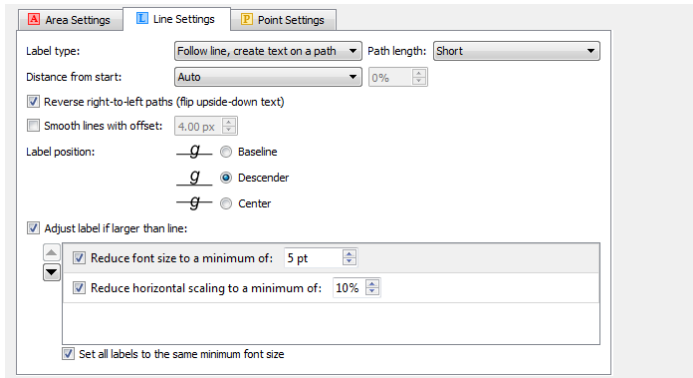 A Area Settings L Line Settings P Point Settings
Label type: Follow line, create text on a path Path length: Short
Distance from start: Auto 0%
Reverse right-to-left paths (flip upside-down text)
Smooth lines with offset: 4.00 px
Label position: g Baseline
g Descender
g Center
Adjust label if larger than line:
Reduce font size to a minimum of: 5 pt
Reduce horizontal scaling to a minimum of: 10%
Set all labels to the same minimum font size